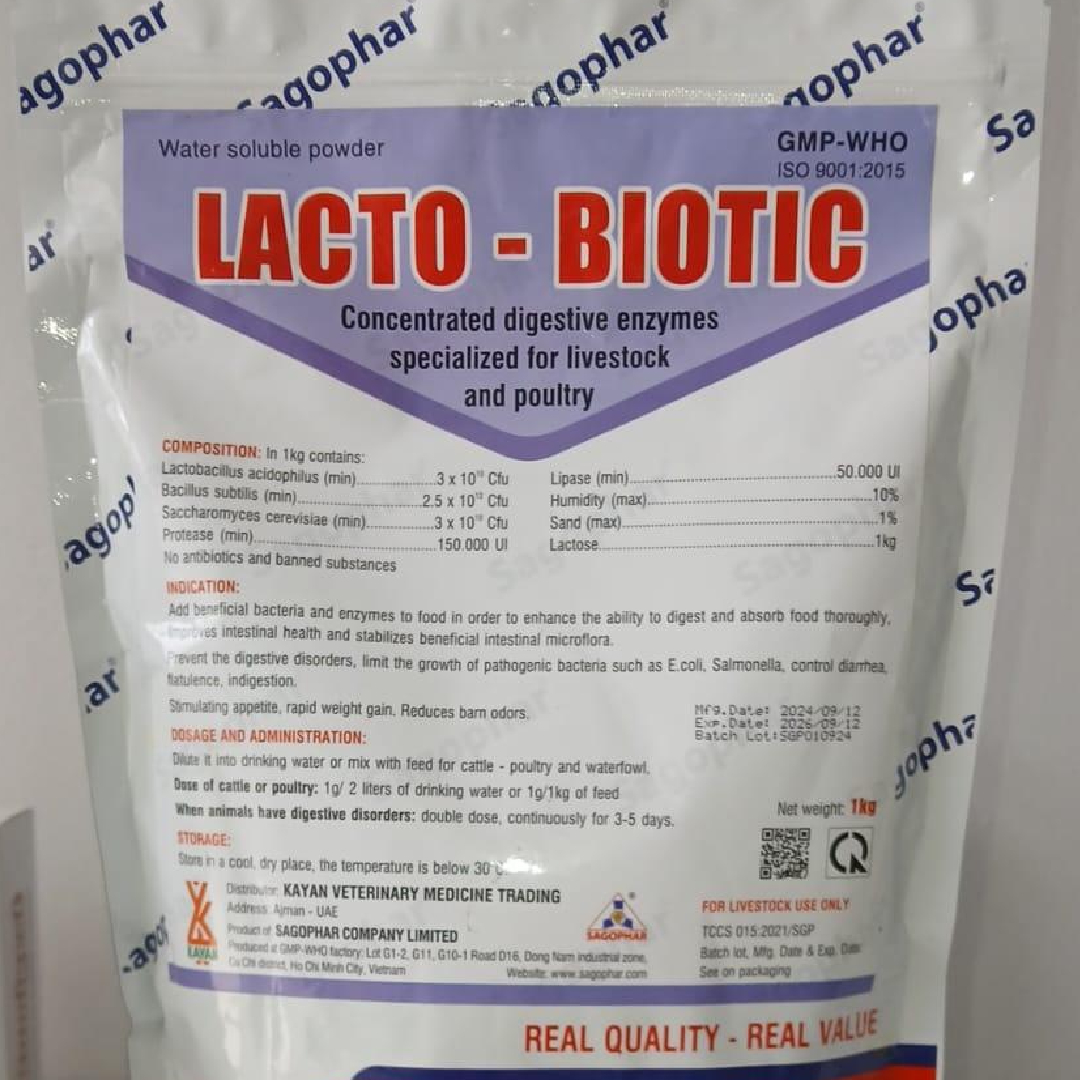 Sagophar
Sagophar
Sagophar
Sagophar
Water soluble powder
GMP-WHO
ISO 9001:2015
LACTO - BIOTIC
Concentrated digestive enzymes
specialized for livestock
and poultry
COMPOSITION: In 1kg contains:
Lactobacillus acidophilus (min)..................3 x 10¹⁰ Cfu
Bacillus subtilis (min)..................2.5 x 10¹⁰ Cfu
Saccharomyces cerevisiae (min)..................3 x 10¹⁰ Cfu
Protease (min)..................150.000 UI
No antibiotics and banned substances
Lipase (min)..................50.000 UI
Humidity (max)..................10%
Sand (max)..................1%
Lactose..................1kg
INDICATION:
Add beneficial bacteria and enzymes to food in order to enhance the ability to digest and absorb food thoroughly,
improves intestinal health and stabilizes beneficial intestinal microflora.
Prevent the digestive disorders, limit the growth of pathogenic bacteria such as E.coli, Salmonella, control diarrhea,
flatulence, indigestion.
Stimulating appetite, rapid weight gain, Reduces barn odors.
Mfg.Date: 2024/09/12
Exp.Date: 2026/09/12
Batch Lot:SGP010924
DOSAGE AND ADMINISTRATION:
Dilute it into drinking water or mix with feed for cattle - poultry and waterfowl.
Dose of cattle or poultry: 1g/ 2 liters of drinking water or 1g/1kg of feed
When animals have digestive disorders: double dose, continuously for 3-5 days.
Net weight: 1kg
STORAGE:
Store in a cool, dry place, the temperature is below 30°C
Distributor: KAYAN VETERINARY MEDICINE TRADING
Address: Ajman - UAE
Product of SAGOPHAR COMPANY LIMITED
Produced at GMP-WHO factory: Lot G1-2, G11, G10-1 Road D16, Dong Nam industrial zone,
Cu Chi district, Ho Chi Minh City, Vietnam
Website: www.sagophar.com
KAYAN
SAGOPHAR
FOR LIVESTOCK USE ONLY
TCCS 015:2021/SGP
Batch lot, Mfg. Date & Exp. Date
See on packaging
REAL QUALITY - REAL VALUE